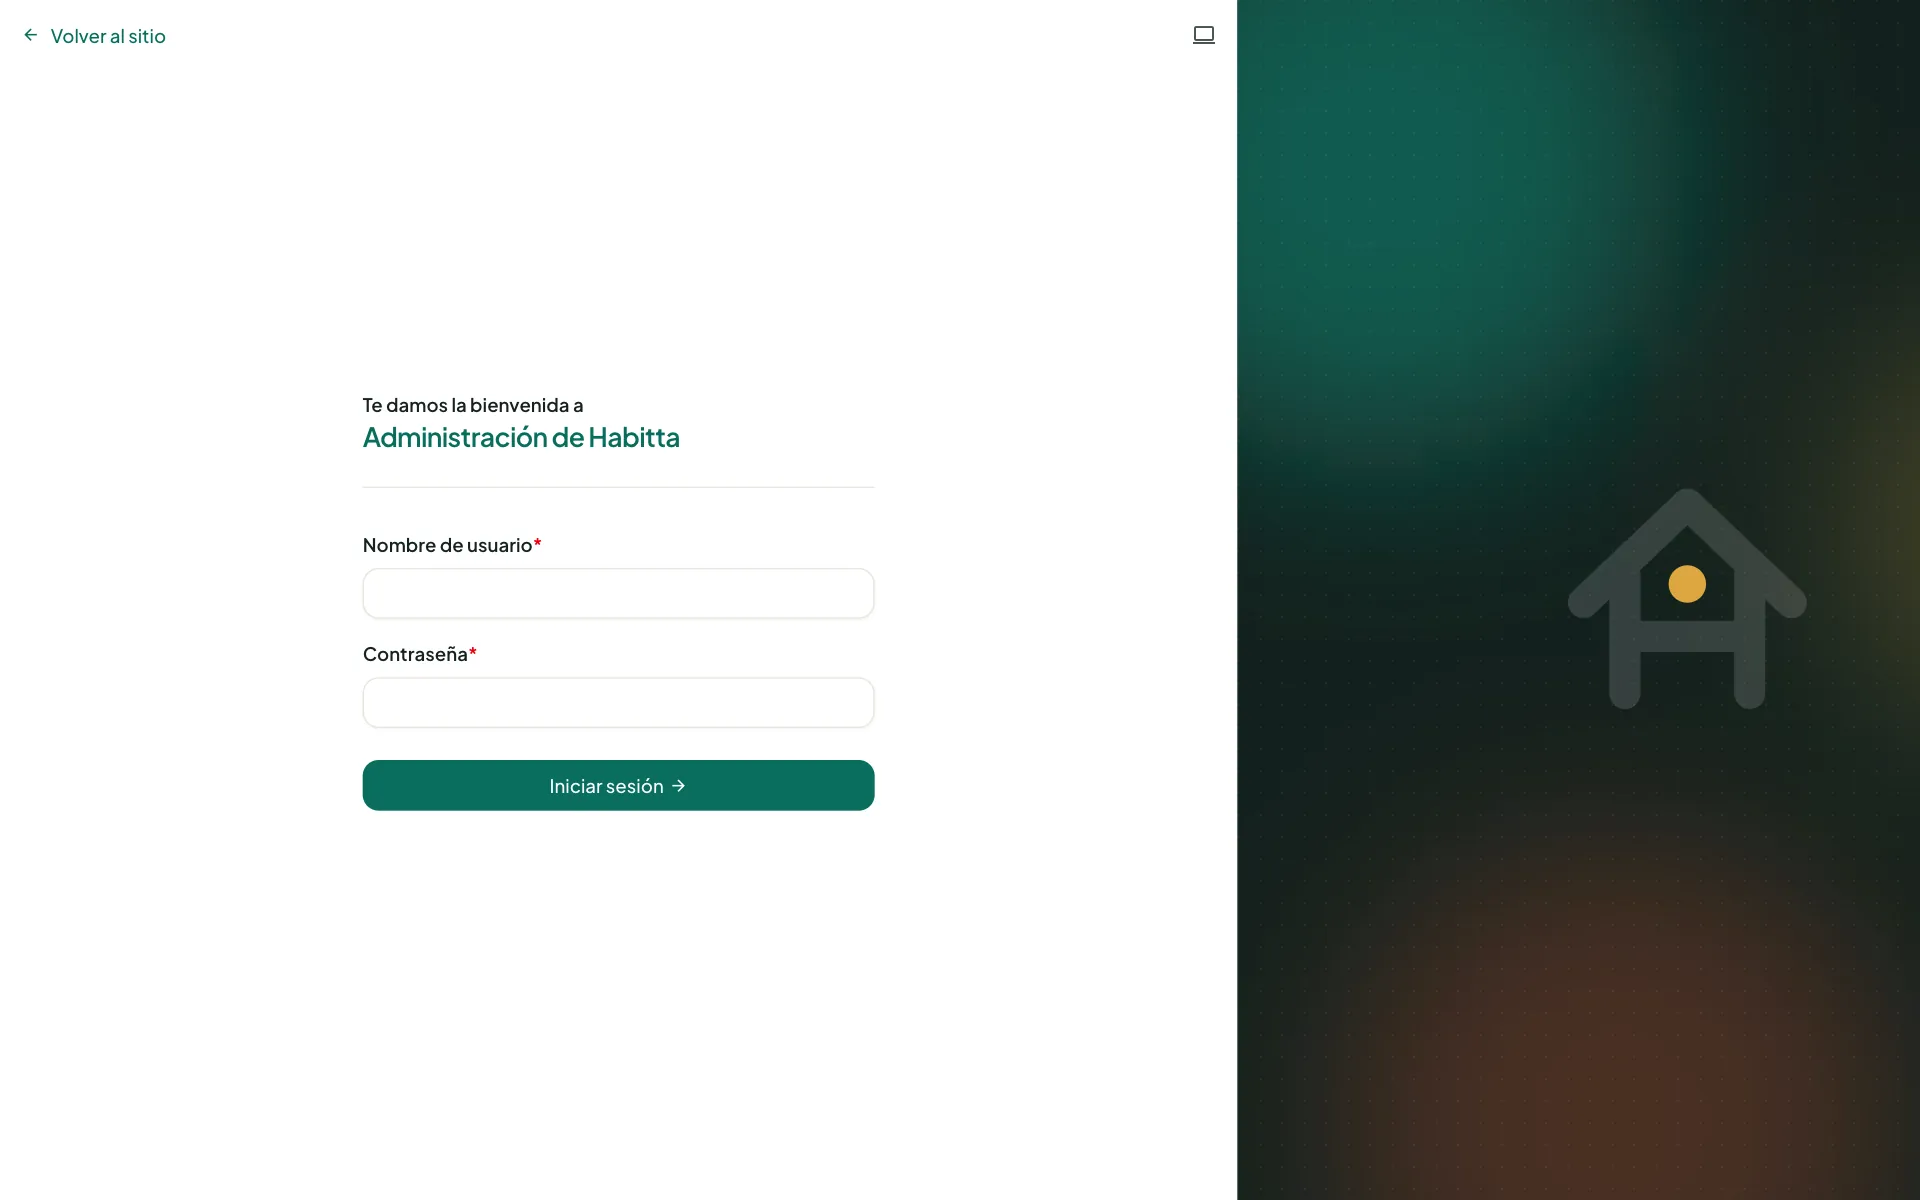 Volver al sitio
Te damos la bienvenida a
Administración de Habitta
Nombre de usuario*
Contraseña*
Iniciar sesión